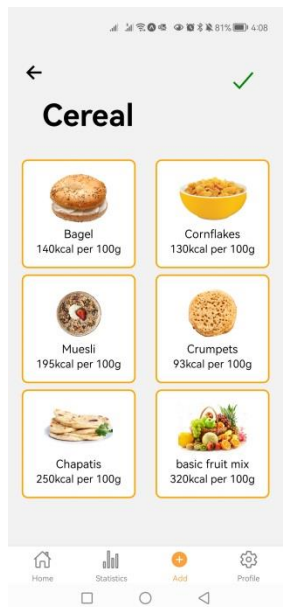 81% 4:08
Cereal
Bagel
140kcal per 100g
Cornflakes
130kcal per 100g
Muesli
195kcal per 100g
Crumpets
93kcal per 100g
Chapatis
250kcal per 100g
basic fruit mix
320kcal per 100g
Home Statistics Add Profile